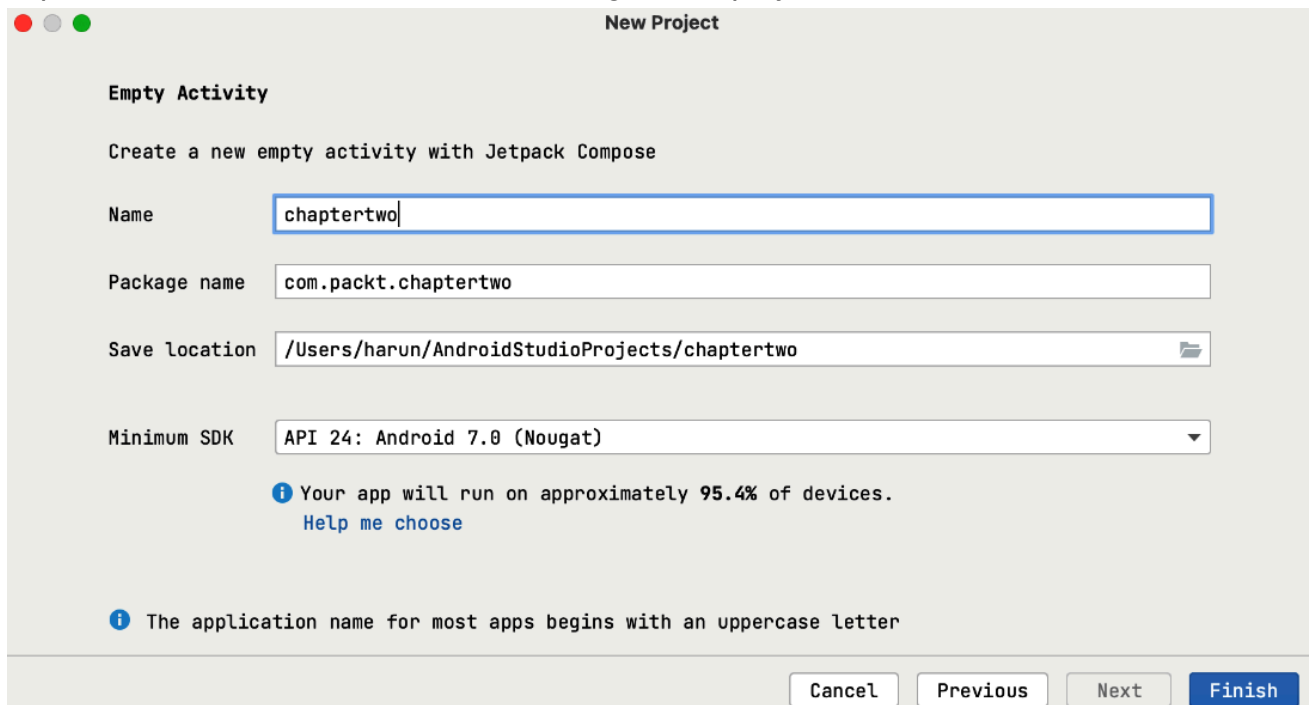 New Project
Empty Activity
Create a new empty activity with Jetpack Compose
Name chaptertwo
Package name com.packt.chaptertwo
Save location /Users/harun/AndroidStudioProjects/chaptertwo
Minimum SDK API 24: Android 7.0 (Nougat)
Your app will run on approximately 95.4% of devices.
Help me choose
The application name for most apps begins with an uppercase letter
Cancel Previous Next Finish